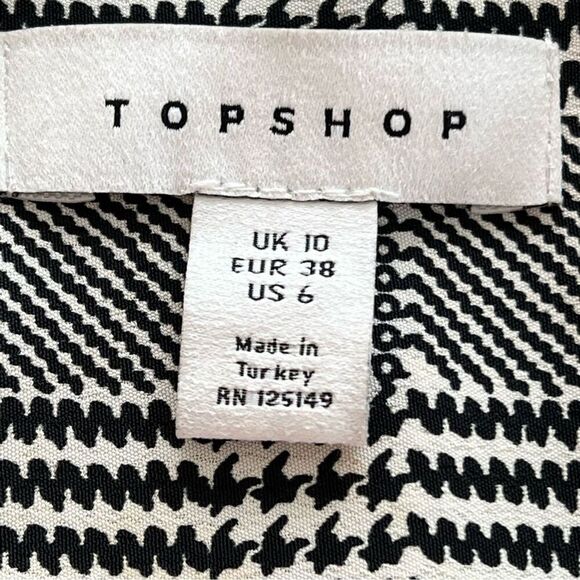 TOPSHOP
UK 10
EUR 38
US 6
Made in
Turkey
RN 125149